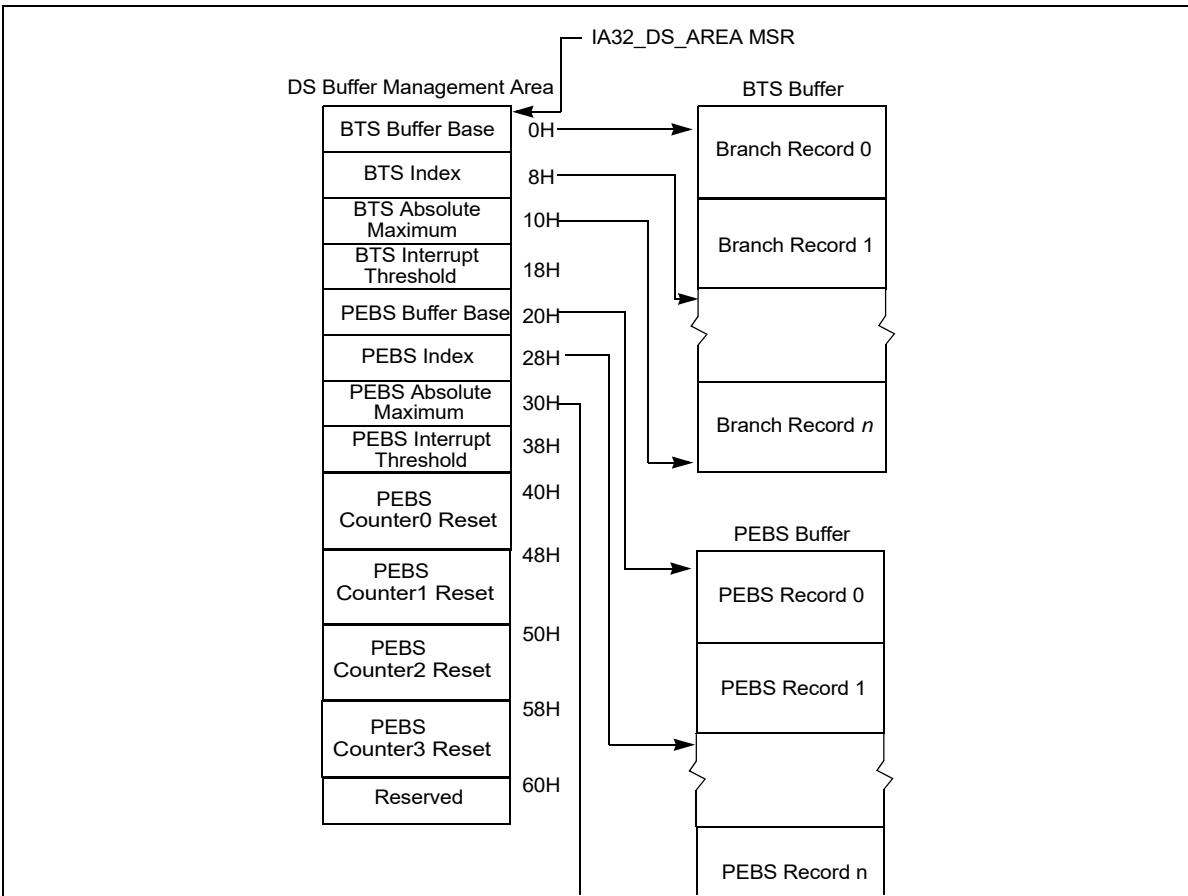 IA32_DS_AREA MSR
DS Buffer Management Area
BTS Buffer Base
0H
BTS Index
8H
BTS Absolute
Maximum
10H
BTS Interrupt
Threshold
18H
PEBS Buffer Base
20H
PEBS Index
28H
PEBS Absolute
Maximum
30H
PEBS Interrupt
Threshold
38H
PEBS
Counter0 Reset
40H
PEBS
Counter1 Reset
48H
PEBS
Counter2 Reset
50H
PEBS
Counter3 Reset
58H
Reserved
60H
BTS Buffer
Branch Record 0
Branch Record 1
Branch Record n
PEBS Buffer
PEBS Record 0
PEBS Record 1
PEBS Record n